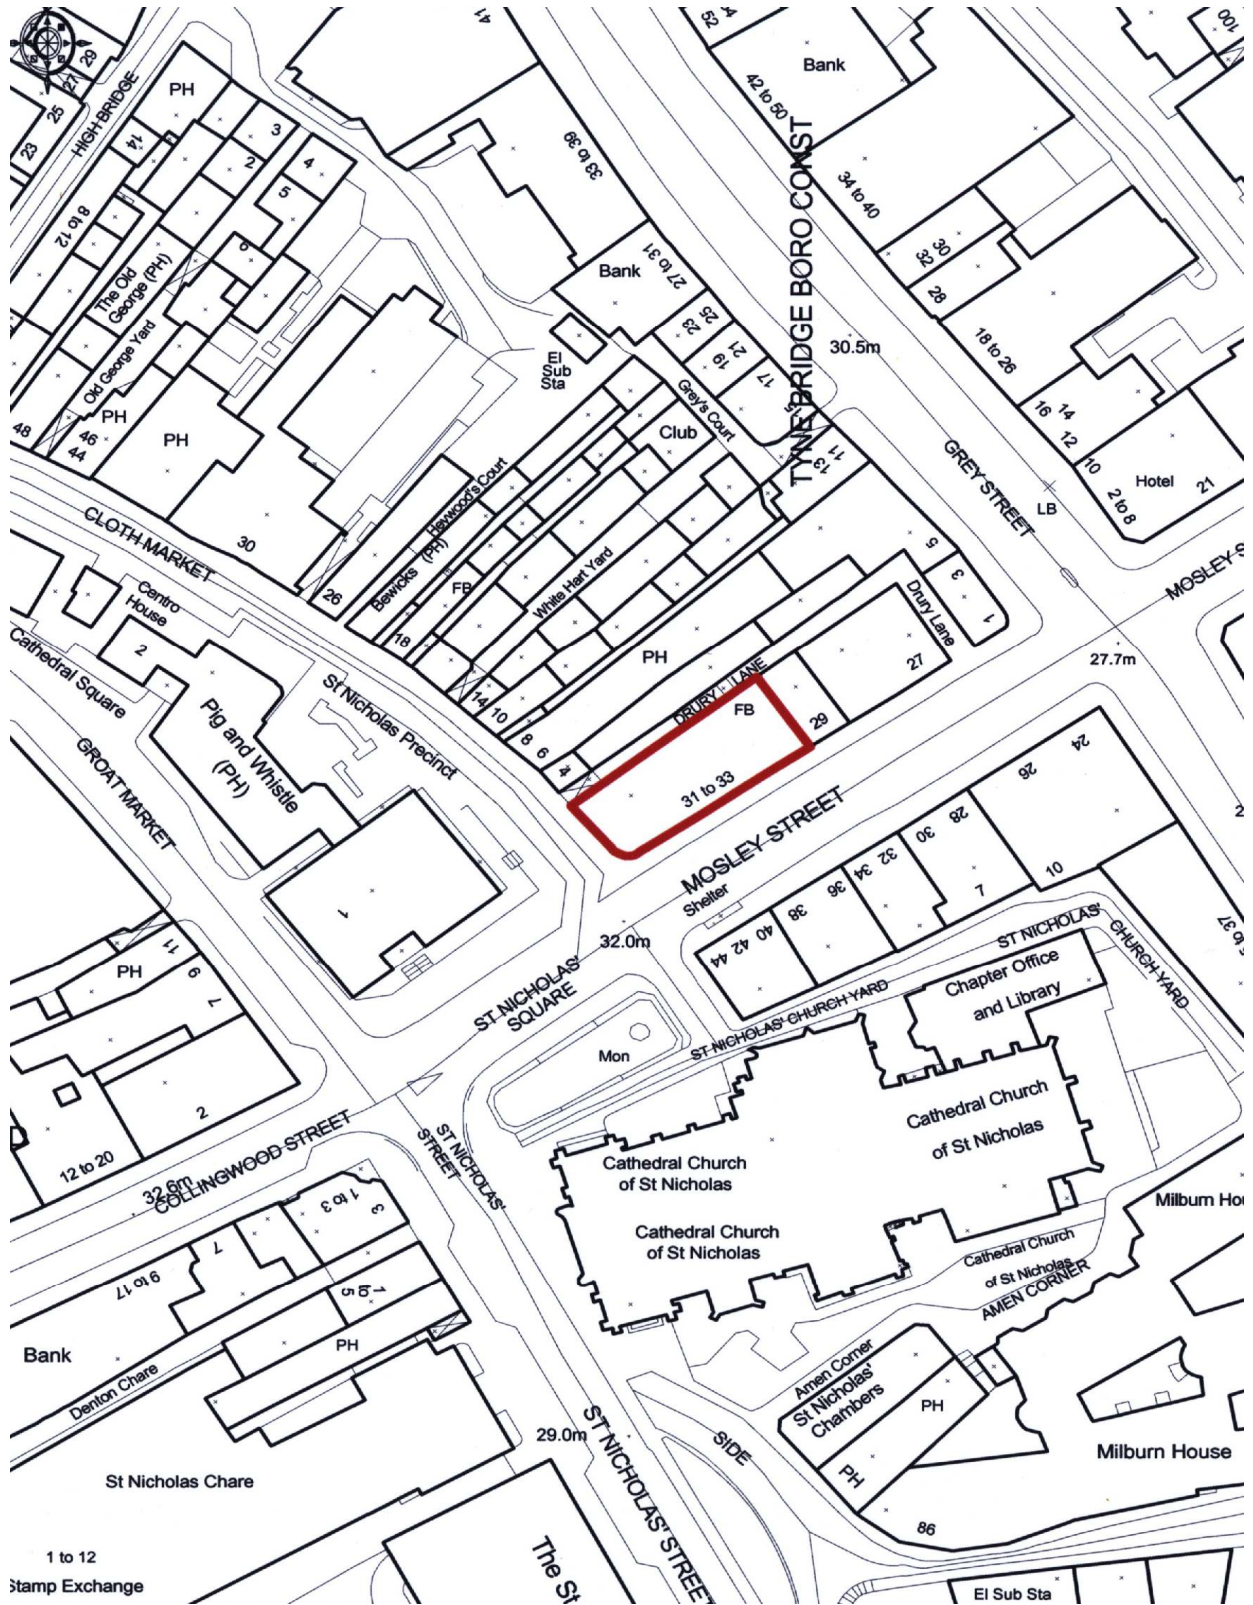 41
52
54
100
29
27
25
23
HIGH BRIDGE
PH
14
3
2
4
5
6
8 to 12
The Old
George (PH)
Old George Yard
PH
48
46
44
PH
30
Bank
42 to 50
33 to 39
34 to 40
TYNE BRIDGE BORO CONST
Bank
27 to 31
25
23
21
19
17
15
13
11
30
32
28
18 to 26
30.5m
16
14
12
10
2 to 8
Hotel
21
LB
GREY STREET
MOSLEY S
El
Sub
Sta
Grey's Court
Club
Heywood's Court
Bewicks (PH)
FB
White Hart Yard
CLOTH MARKET
26
18
14
10
8
6
4
PH
5
3
1
Drury Lane
27
29
DRURY LANE
FB
31 to 33
27.7m
Centro
House
2
Cathedral Square
Pig and Whistle
(PH)
St Nicholas Precinct
GROAT MARKET
1
MOSLEY STREET
Shelter
24
26
28
30
32
34
36
38
40
42
44
7
10
32.0m
ST NICHOLAS'
SQUARE
Mon
ST NICHOLAS' CHURCH YARD
ST NICHOLAS'
CHURCH YARD
Chapter Office
and Library
11
9
7
PH
2
12 to 20
32.6m
COLLINGWOOD STREET
ST NICHOLAS'
STREET
Cathedral Church
of St Nicholas
Cathedral Church
of St Nicholas
Cathedral Church
of St Nicholas
Cathedral Church
of St Nicholas
AMEN CORNER
Milburn Hou
1 to 3
3
7
9 to 17
1
to
5
PH
Bank
Denton Chare
St Nicholas Chare
29.0m
ST NICHOLAS' STREET
SIDE
Amen Corner
St Nicholas'
Chambers
PH
PH
Milburn House
86
1 to 12
Stamp Exchange
The St
El Sub Sta